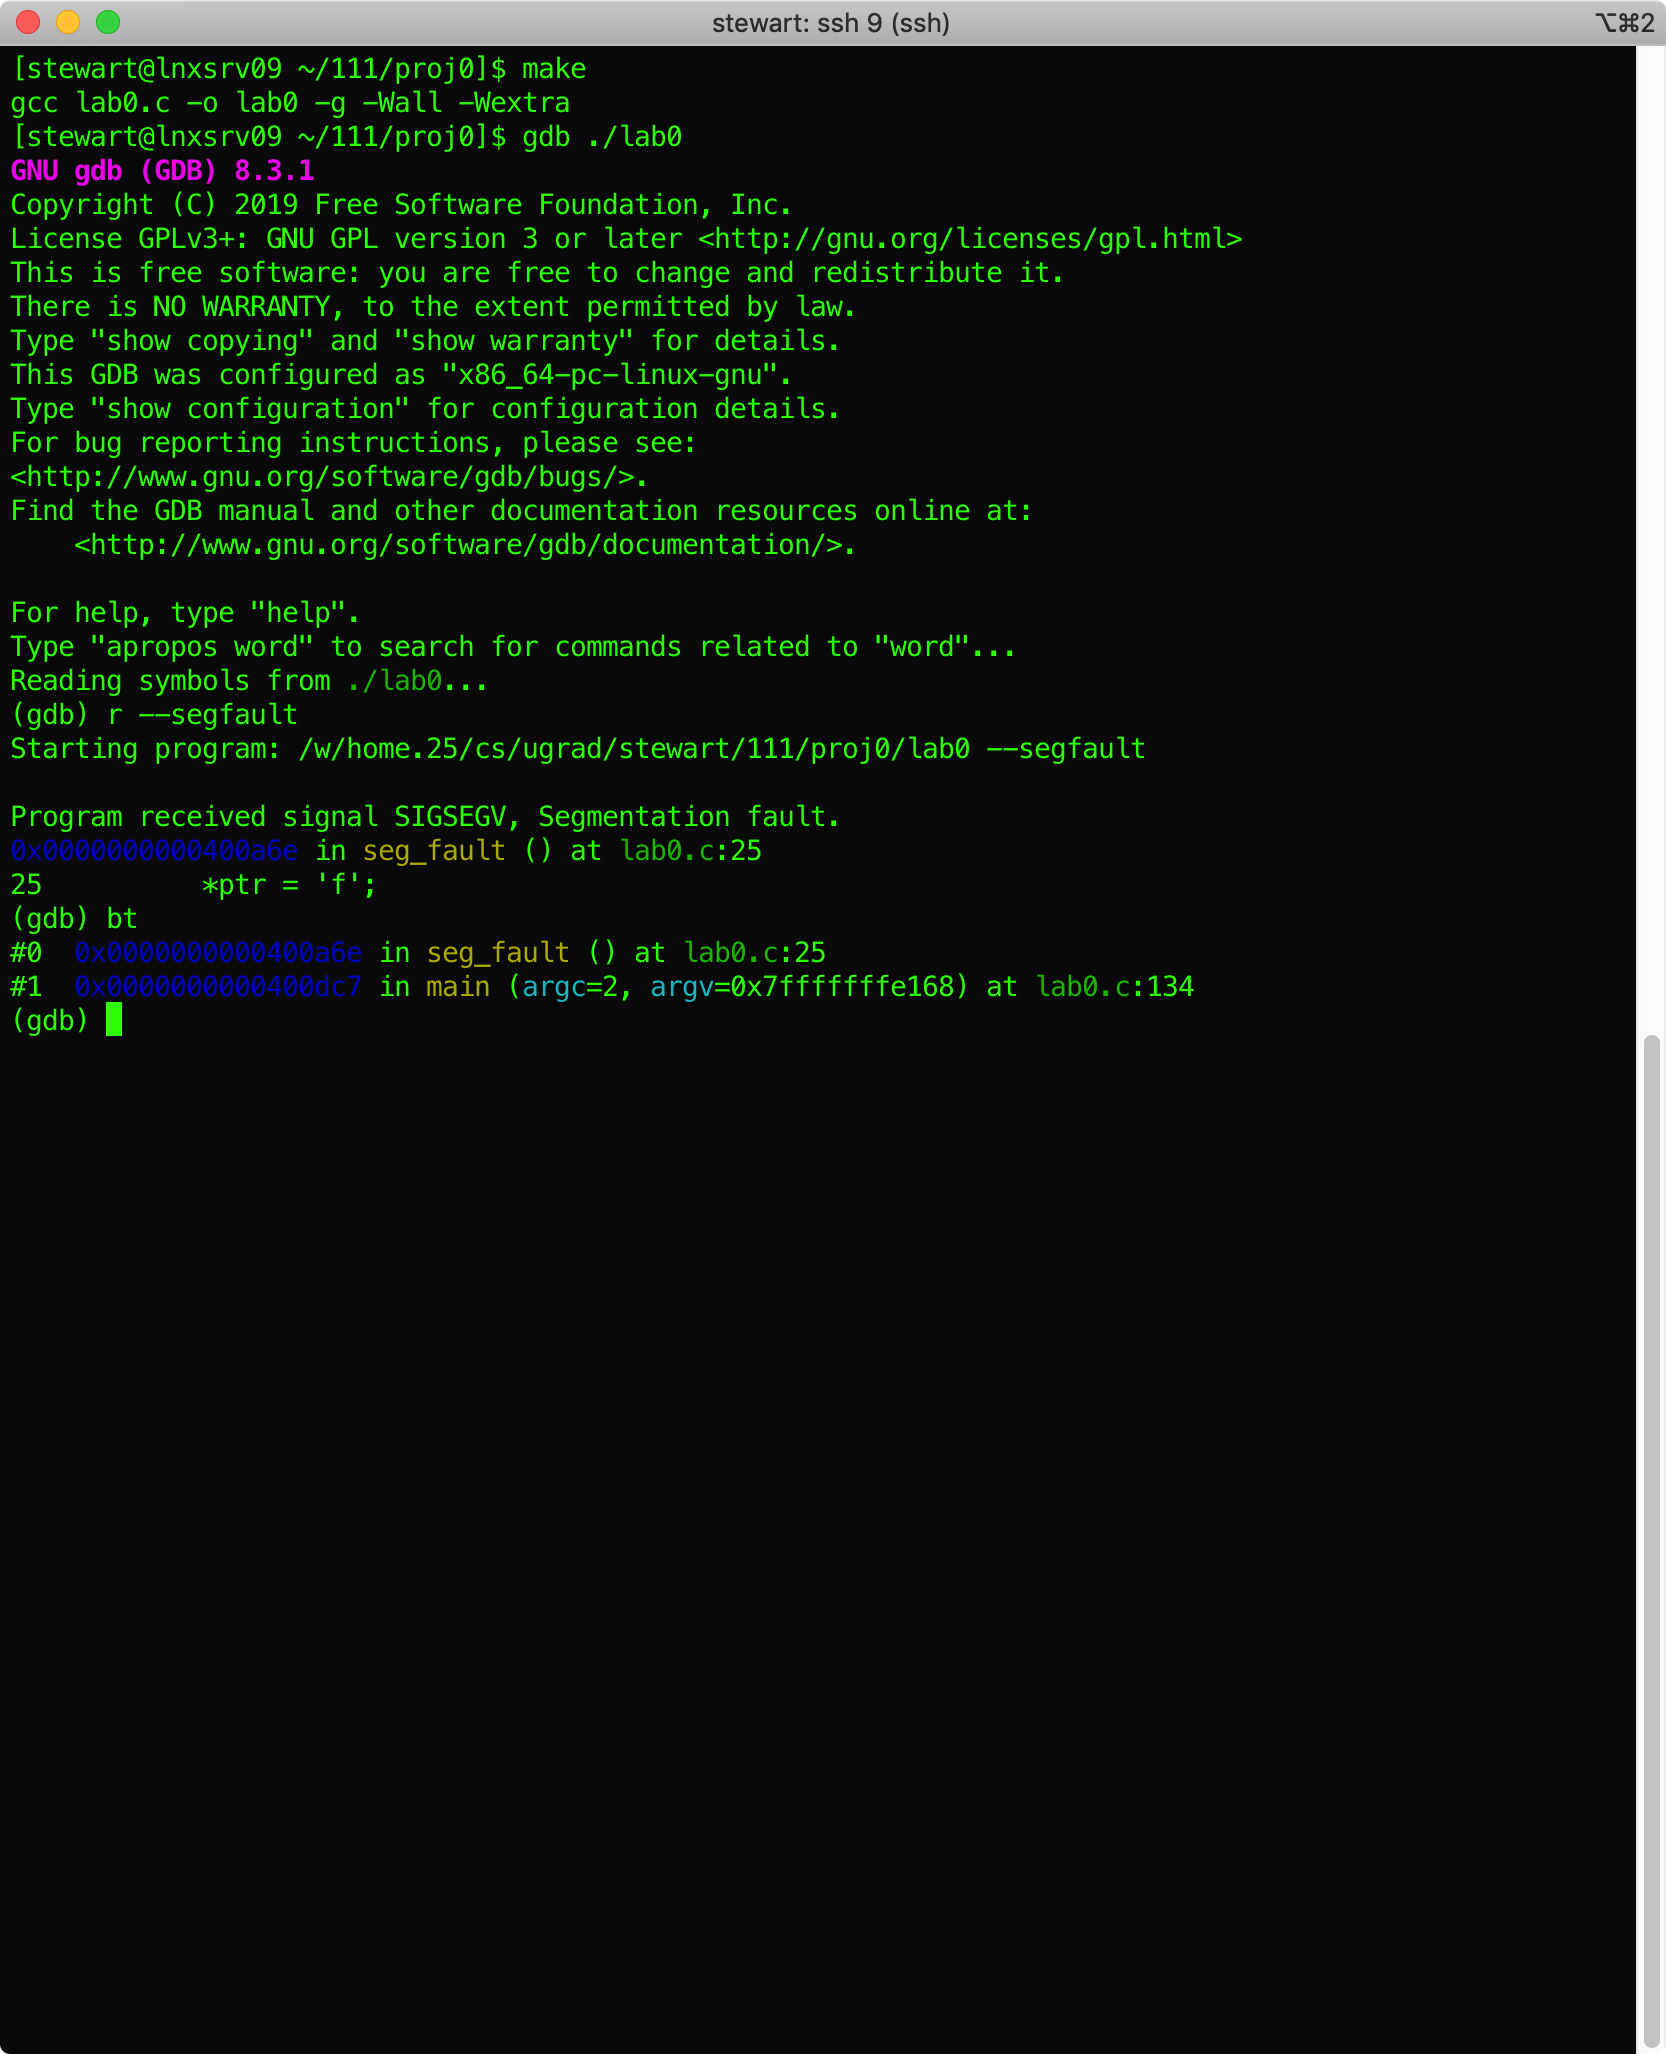 stewart: ssh 9 (ssh)
⌥⌘2
[stewart@lnxsrv09 ~/111/proj0]$ make
gcc lab0.c -o lab0 -g -Wall -Wextra
[stewart@lnxsrv09 ~/111/proj0]$ gdb ./lab0
GNU gdb (GDB) 8.3.1
Copyright (C) 2019 Free Software Foundation, Inc.
License GPLv3+: GNU GPL version 3 or later <http://gnu.org/licenses/gpl.html>
This is free software: you are free to change and redistribute it.
There is NO WARRANTY, to the extent permitted by law.
Type "show copying" and "show warranty" for details.
This GDB was configured as "x86_64-pc-linux-gnu".
Type "show configuration" for configuration details.
For bug reporting instructions, please see:
<http://www.gnu.org/software/gdb/bugs/>.
Find the GDB manual and other documentation resources online at:
    <http://www.gnu.org/software/gdb/documentation/>.

For help, type "help".
Type "apropos word" to search for commands related to "word"...
Reading symbols from ./lab0...
(gdb) r --segfault
Starting program: /w/home.25/cs/ugrad/stewart/111/proj0/lab0 --segfault

Program received signal SIGSEGV, Segmentation fault.
0x0000000000400a6e in seg_fault () at lab0.c:25
25          *ptr = 'f';
(gdb) bt
#0  0x0000000000400a6e in seg_fault () at lab0.c:25
#1  0x0000000000400dc7 in main (argc=2, argv=0x7fffffffe168) at lab0.c:134
(gdb)